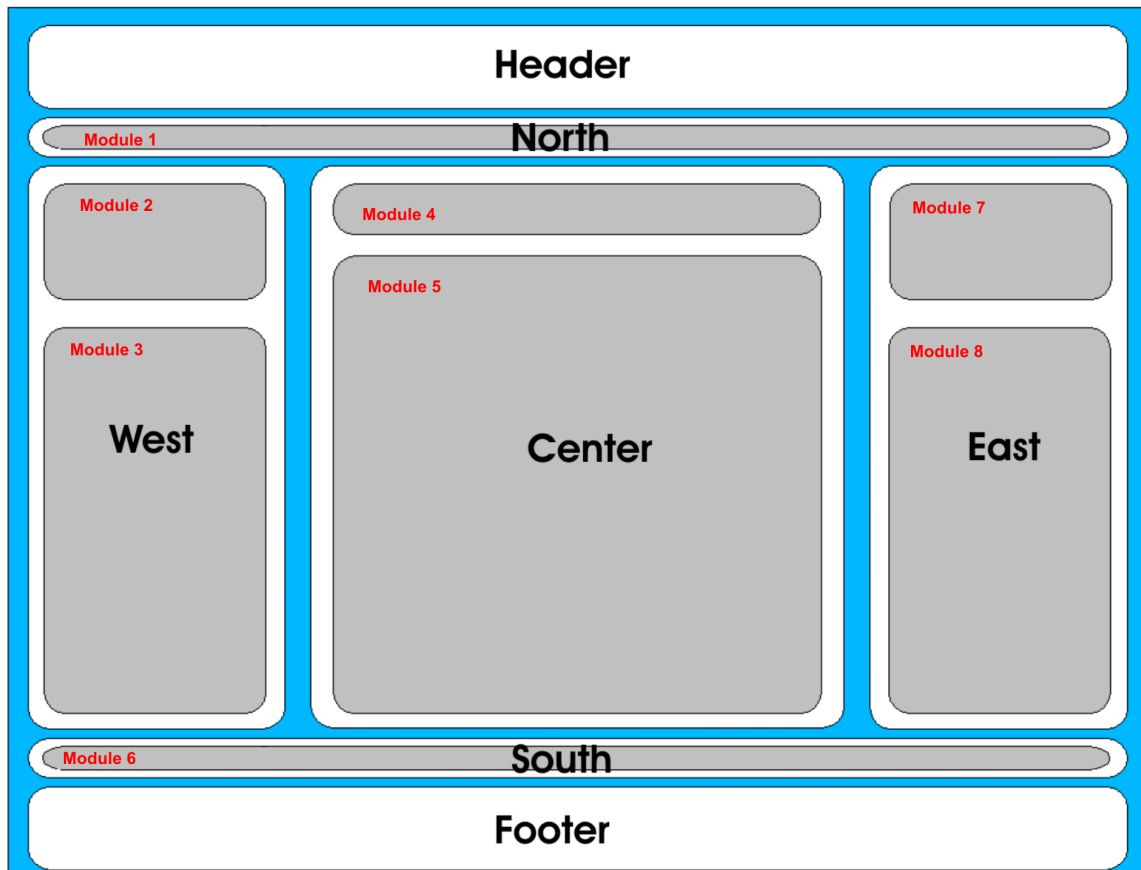 Header
Module 1
North
Module 2
Module 3
West
Module 4
Module 5
Center
Module 7
Module 8
East
Module 6
South
Footer